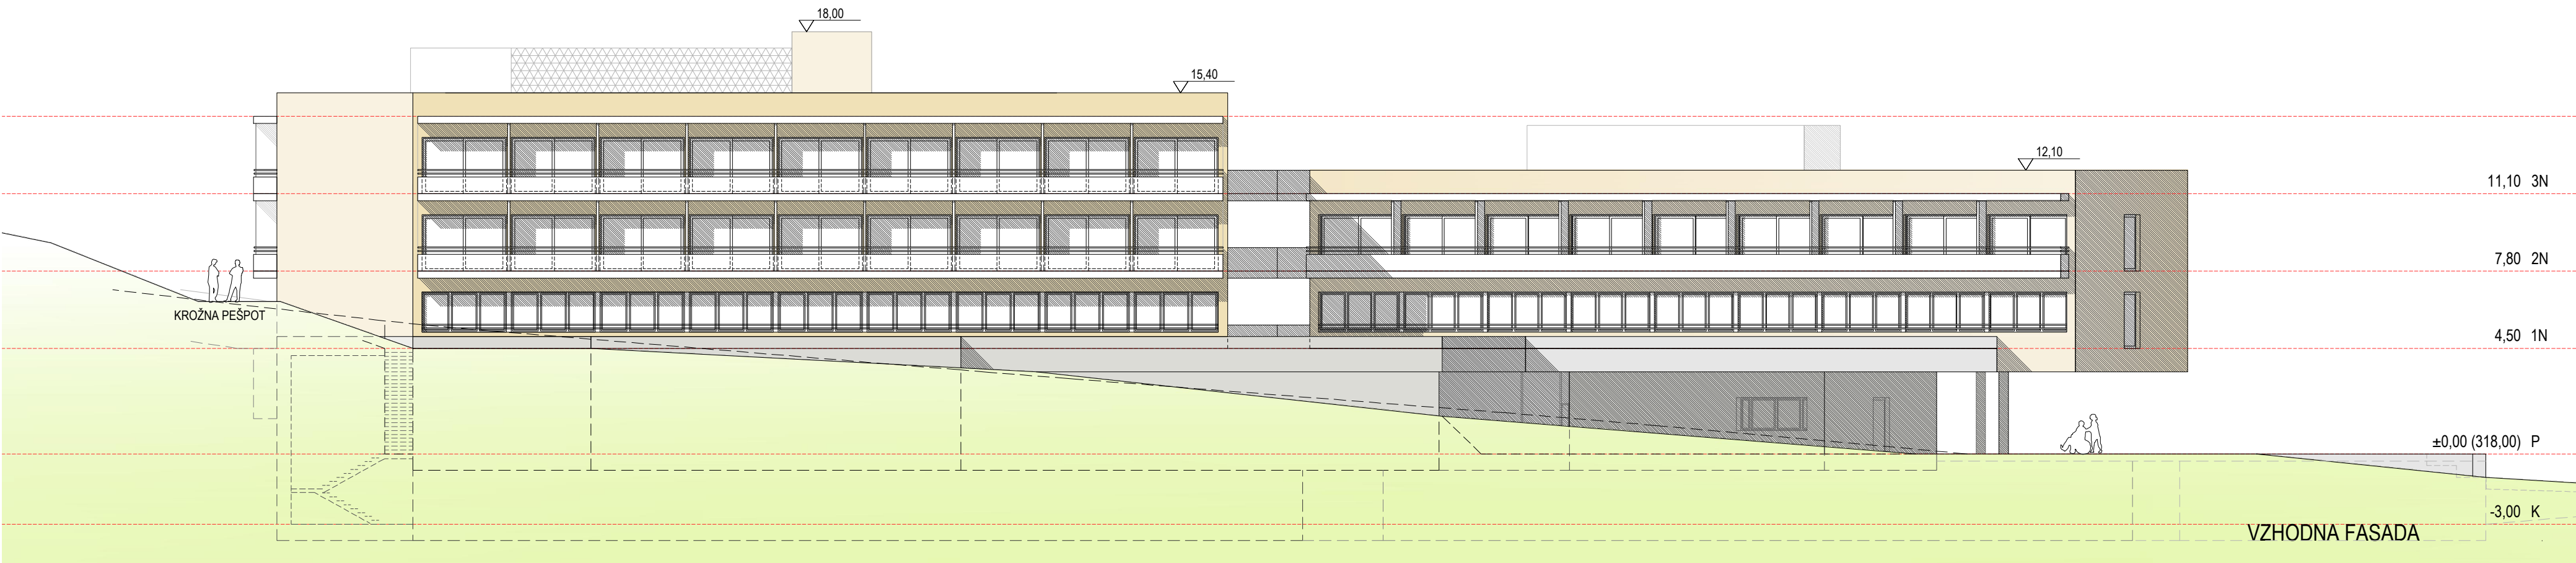 18,00
15,40
12,10
11,10 3N
7,80 2N
KROŽNA PEŠPOT
4,50 1N
±0,00 (318,00) P
-3,00 K
VZHODNA FASADA